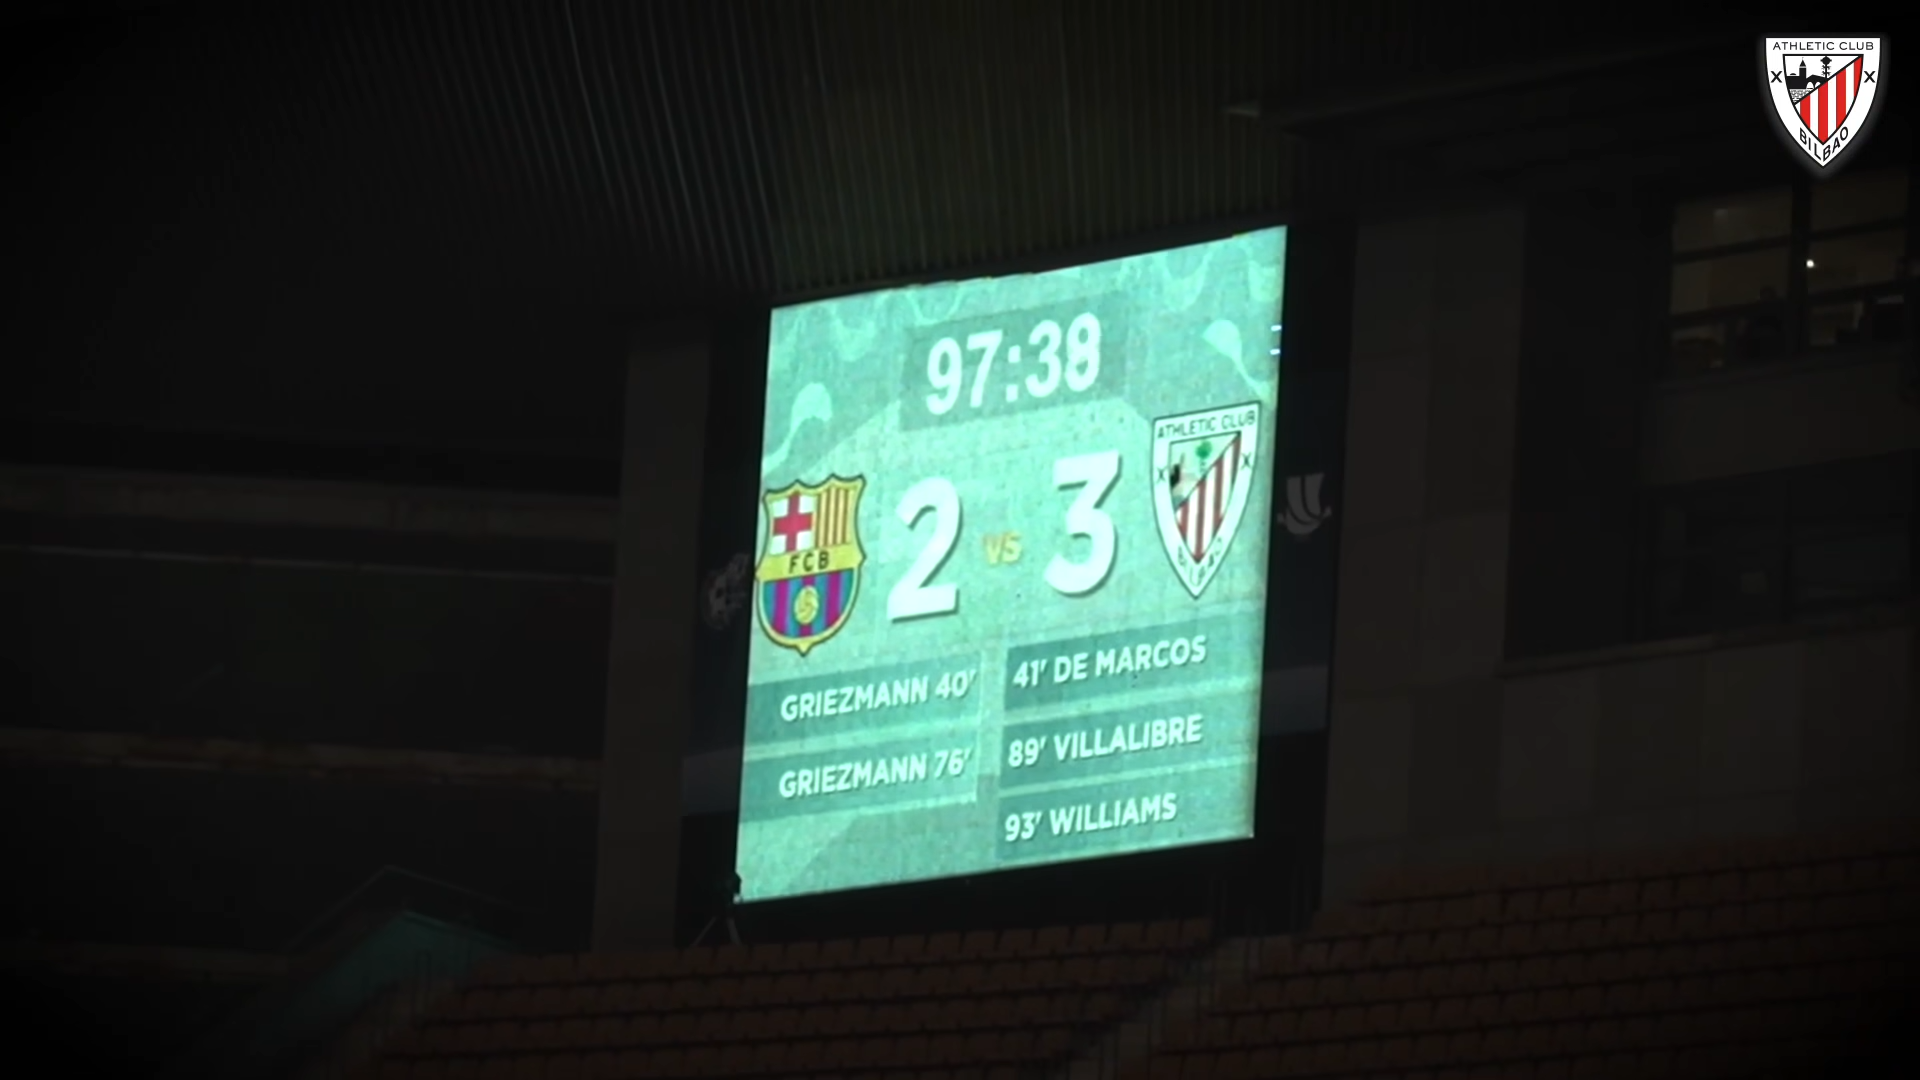 ATHLETIC CLUB
BILBAO
97:38
ATHLETIC CLUB
FCB
2 VS 3
GRIEZMANN 40'
41' DE MARCOS
GRIEZMANN 76'
89' VILLALIBRE
93' WILLIAMS